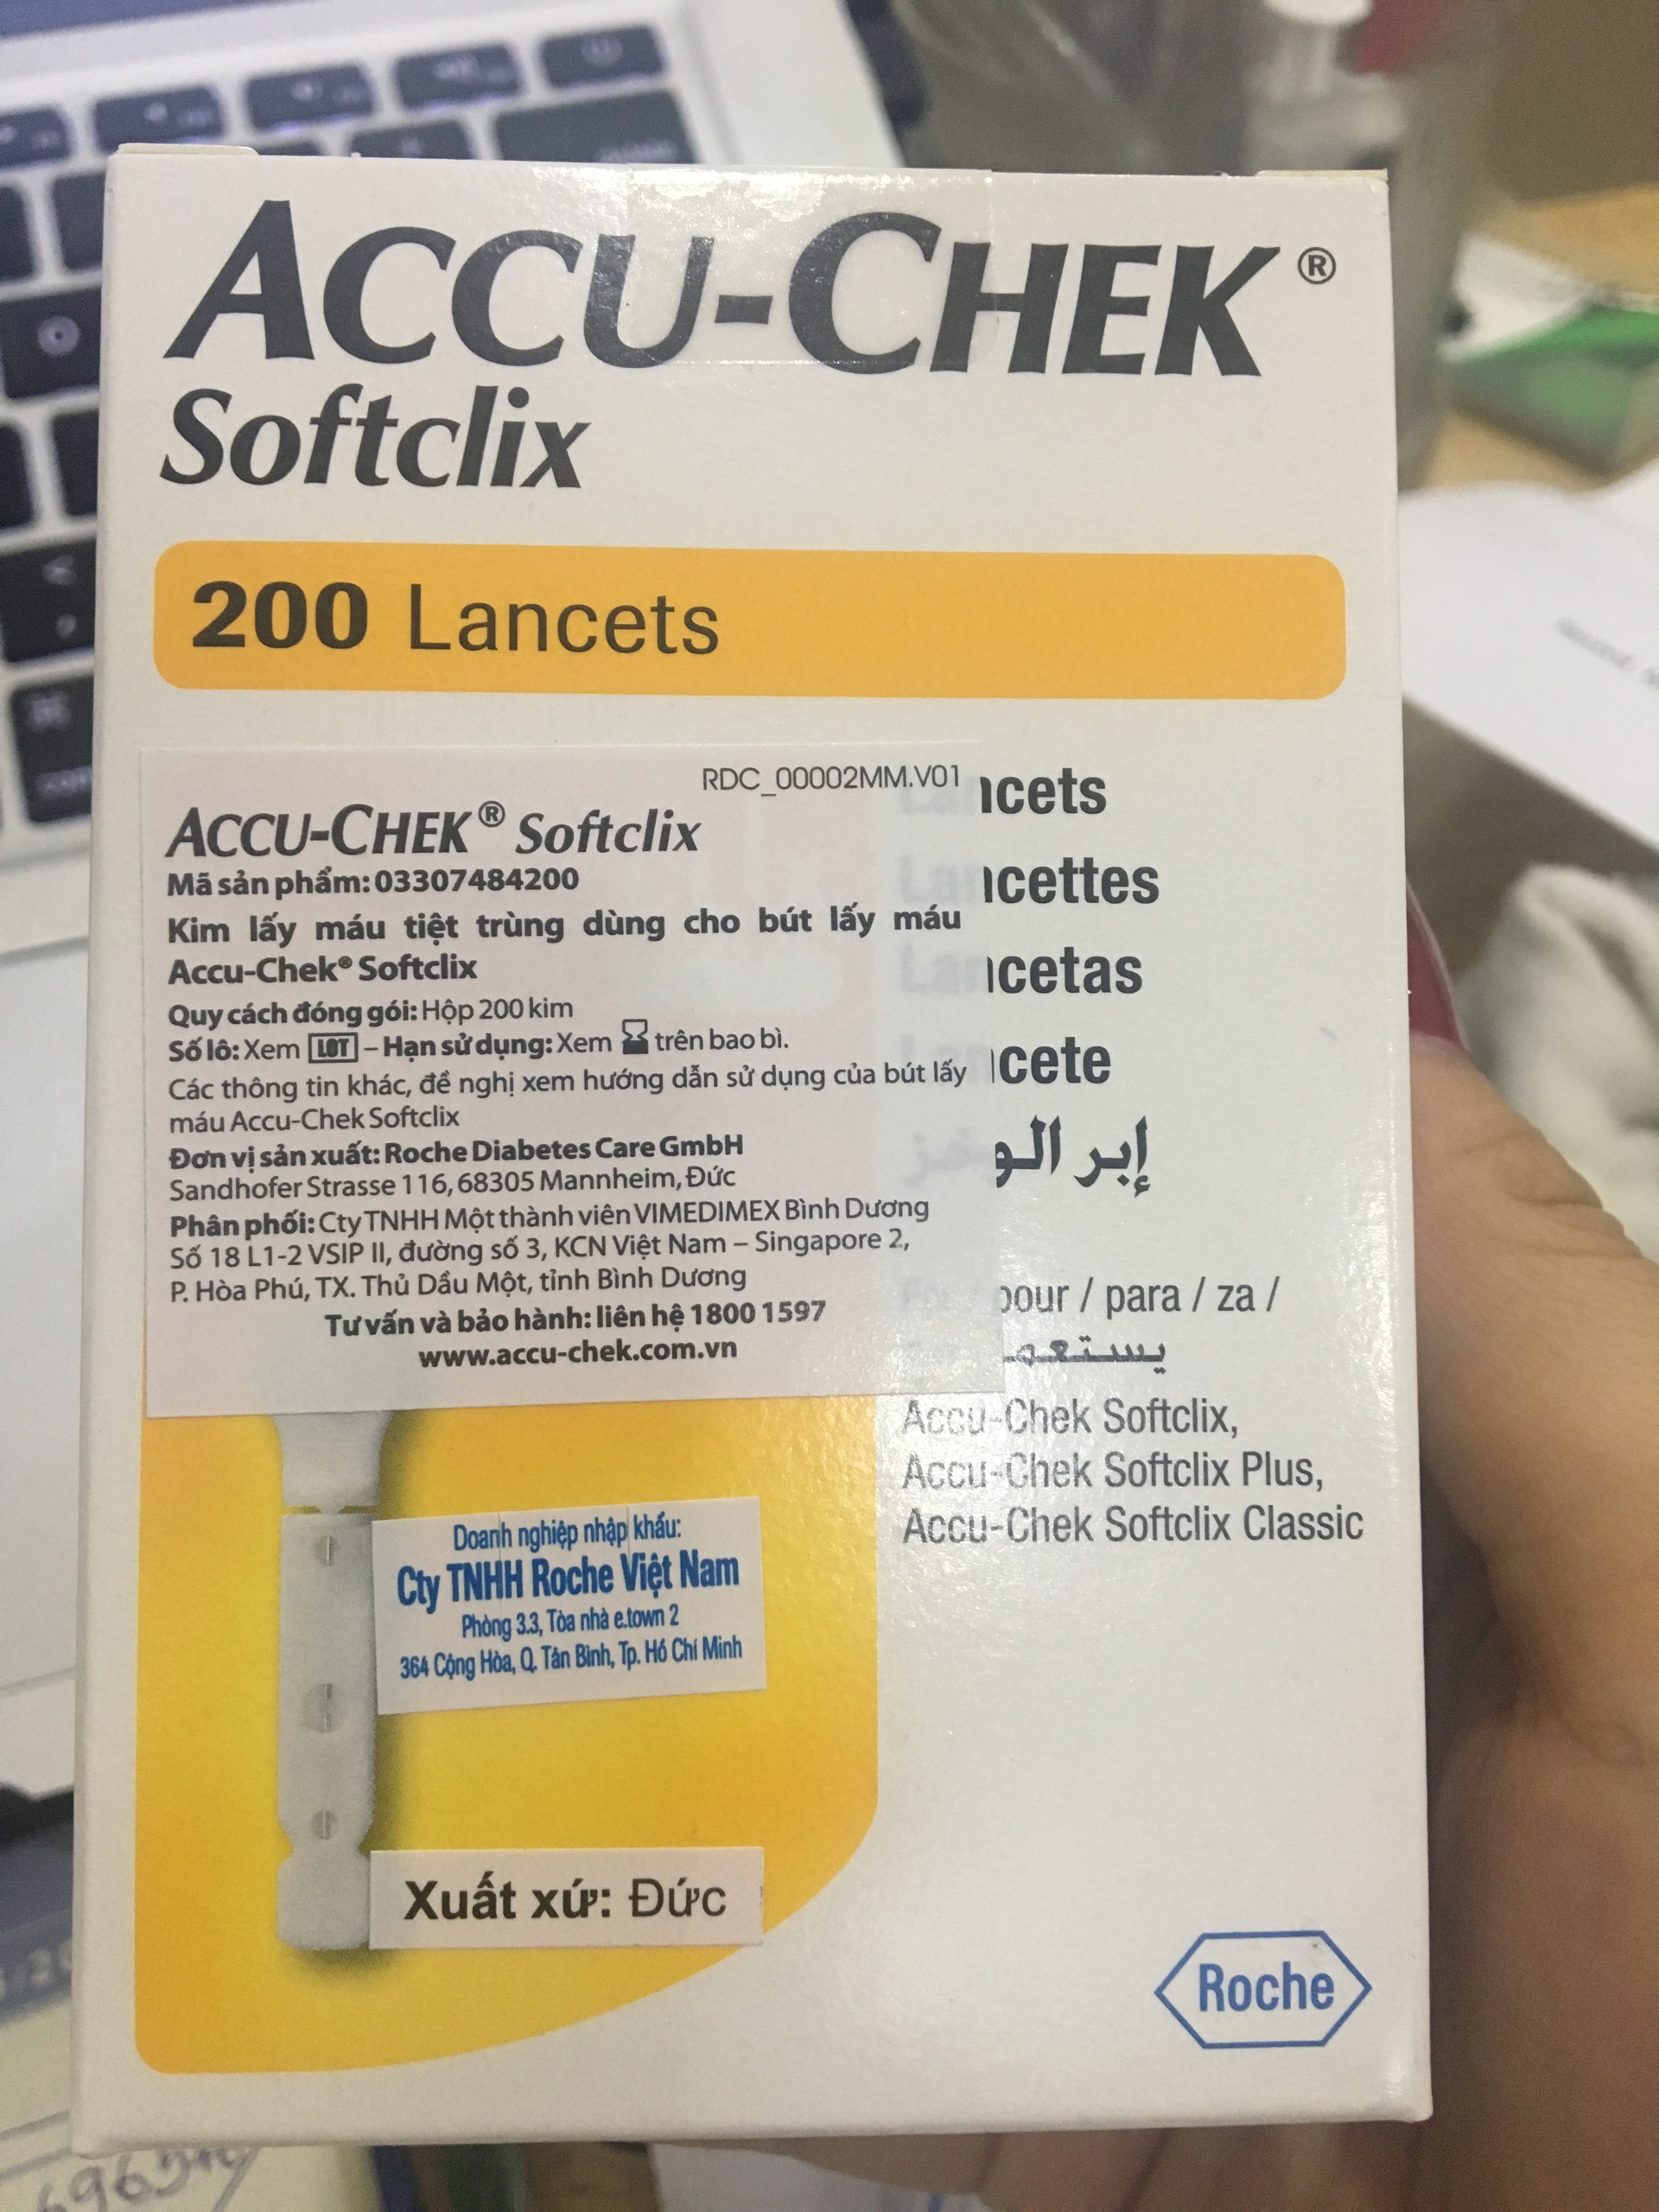 ACCU-CHEK®
Softclix
200 Lancets
RDC_00002MM.V01
ACCU-CHEK® Softclix
Mã sản phẩm: 03307484200
Kim lấy máu tiệt trùng dùng cho bút lấy máu
Accu-Chek® Softclix
Quy cách đóng gói: Hộp 200 kim
Số lô: Xem LOT – Hạn sử dụng: Xem trên bao bì.
Các thông tin khác, đề nghị xem hướng dẫn sử dụng của bút lấy
máu Accu-Chek Softclix
Đơn vị sản xuất: Roche Diabetes Care GmbH
Sandhofer Strasse 116, 68305 Mannheim, Đức
Phân phối: Cty TNHH Một thành viên VIMEDIMEX Bình Dương
Số 18 L1-2 VSIP II, đường số 3, KCN Việt Nam – Singapore 2,
P. Hòa Phú, TX. Thủ Dầu Một, tỉnh Bình Dương
Tư vấn và bảo hành: liên hệ 1800 1597
www.accu-chek.com.vn
Lancets
Lancettes
Lancetas
Lancete
إبر الوخز
pour / para / za /
Accu-Chek Softclix,
Accu-Chek Softclix Plus,
Accu-Chek Softclix Classic
Doanh nghiệp nhập khẩu:
Cty TNHH Roche Việt Nam
Phòng 3.3, Tòa nhà e.town 2
364 Cộng Hòa, Q. Tân Bình, Tp. Hồ Chí Minh
Xuất xứ: Đức
Roche